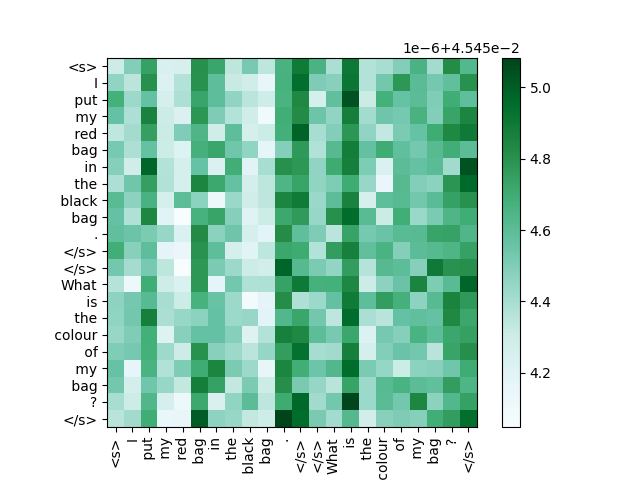 1e-6+4.545e-2
<s>
I
put
my
red
bag
in
the
black
bag
.
</s>
</s>
What
is
the
colour
of
my
bag
?
</s>
5.0
4.8
4.6
4.4
4.2
<s>
I
put
my
red
bag
in
the
black
bag
.
</s>
</s>
What
is
the
colour
of
my
bag
?
</s>